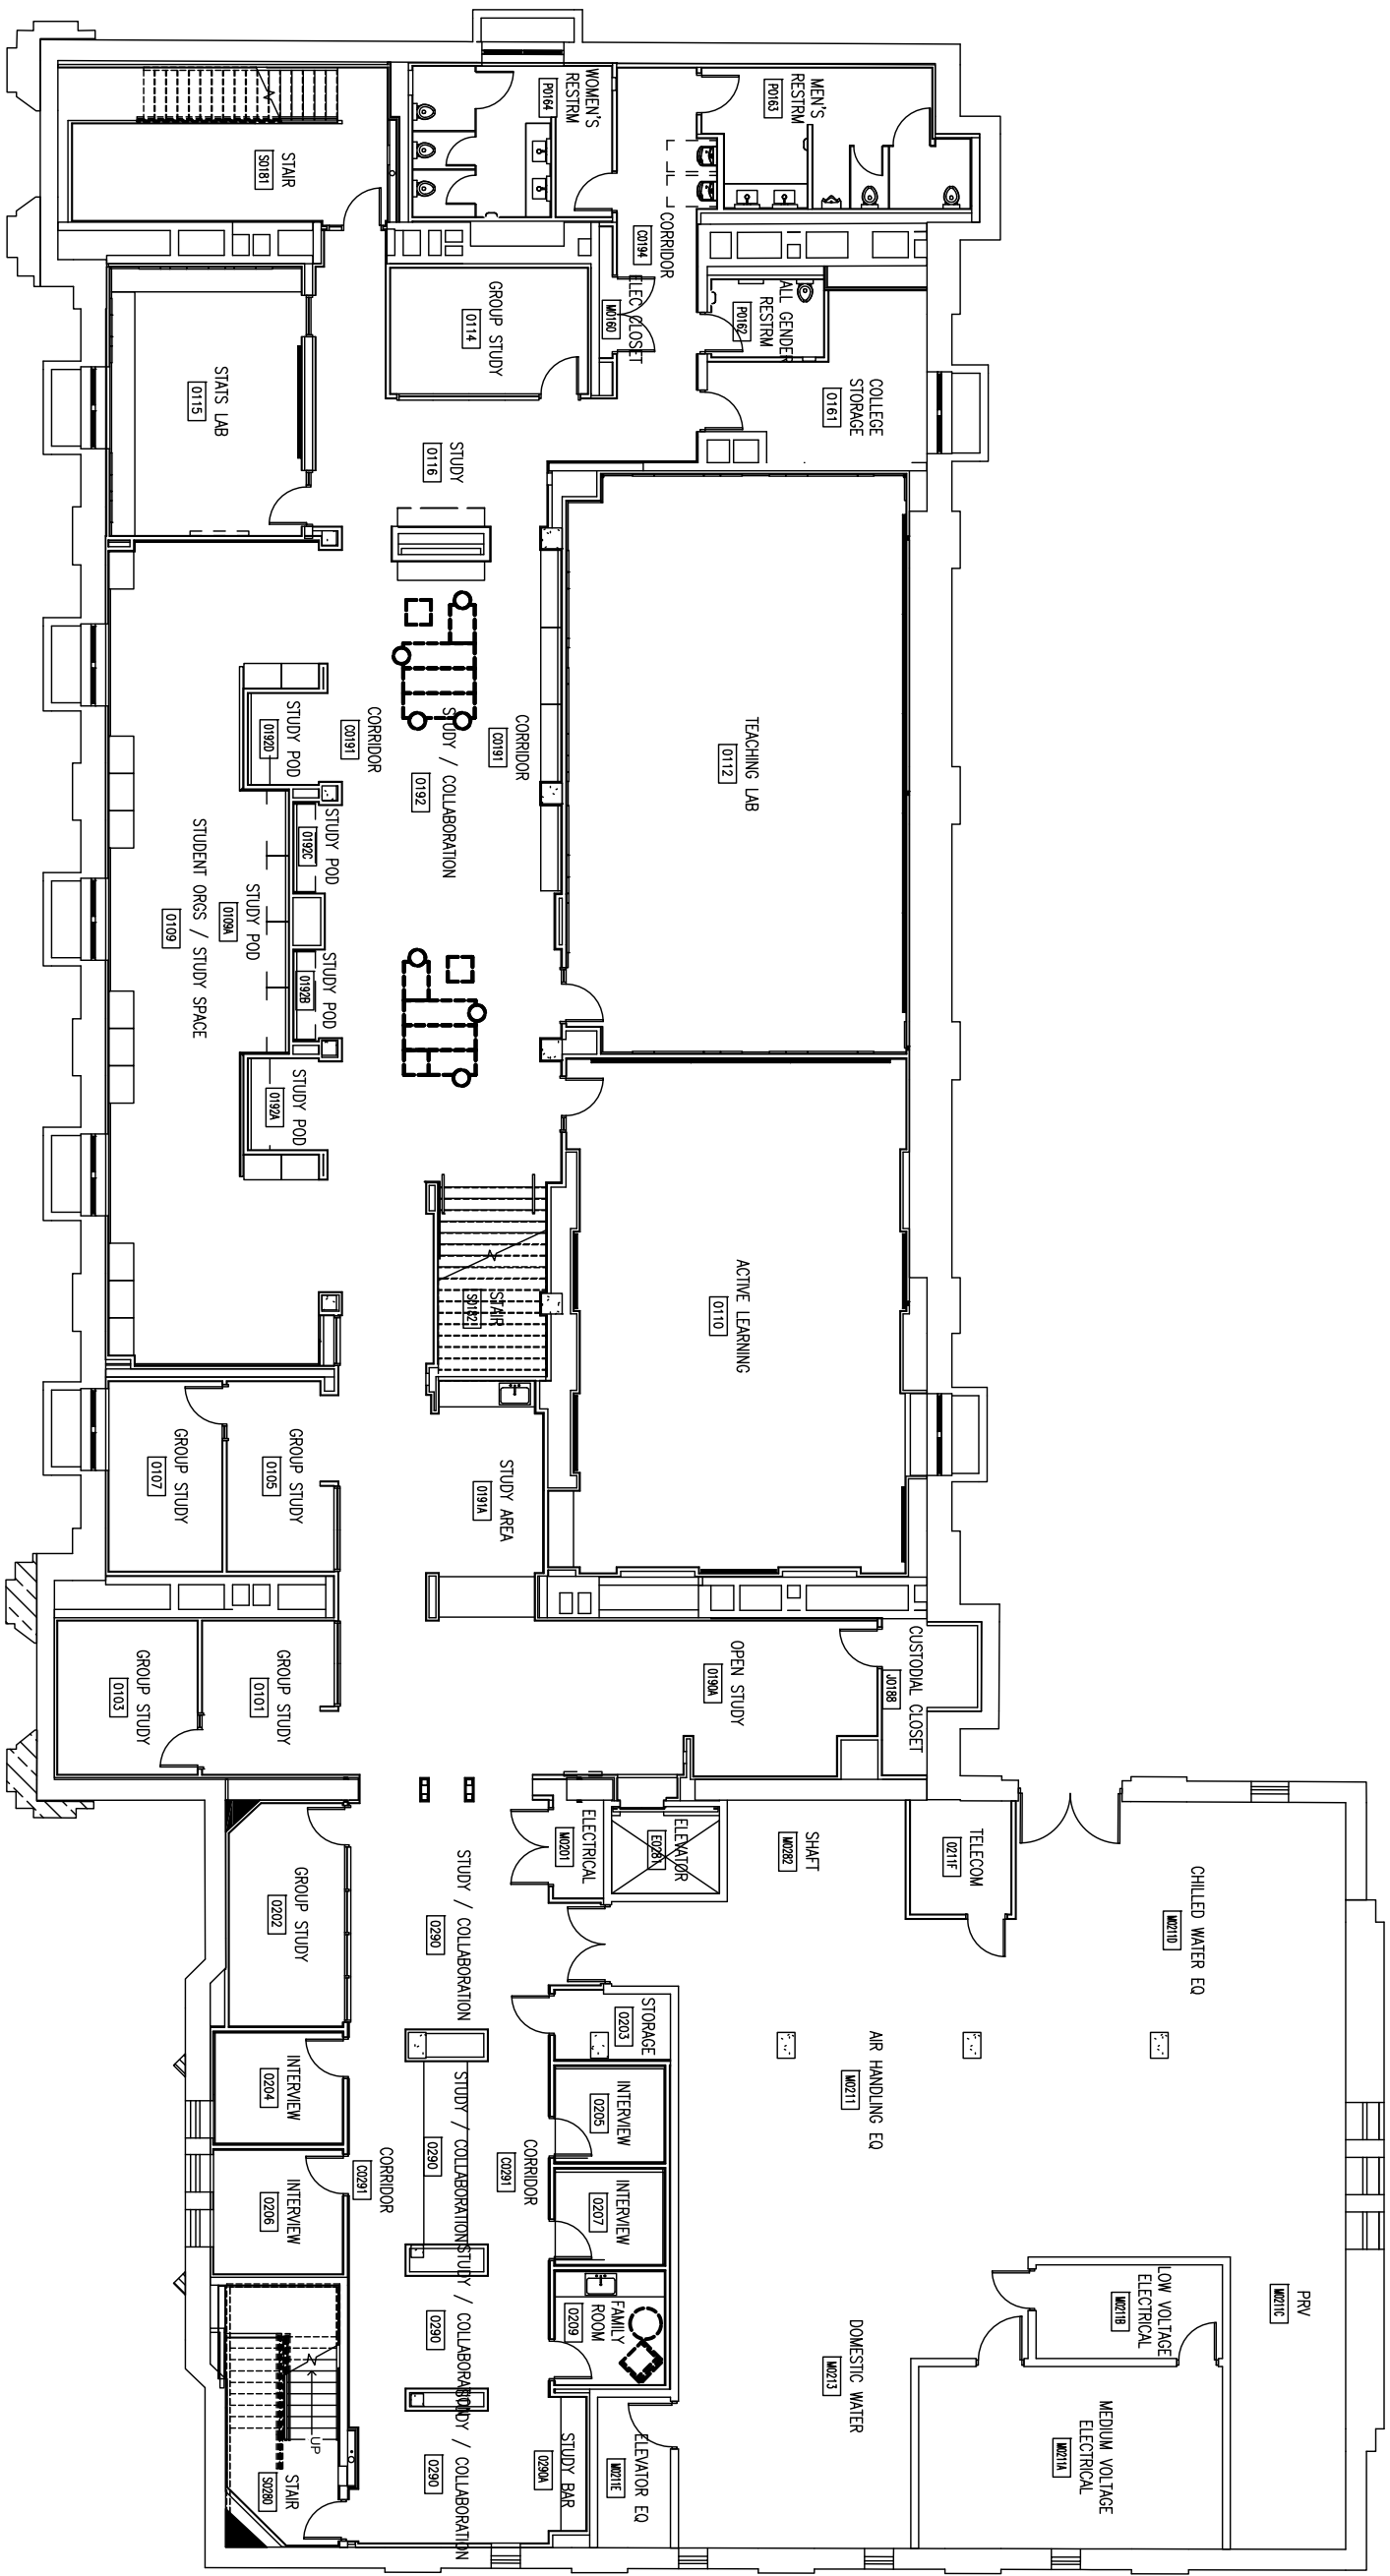 WOMEN'S
RESTRM
P0164
MEN'S
RESTRM
P0163
STAIR
S0181
CORRIDOR
C0194
ELEC CLOSET
M0160
ALL GENDER
RESTRM
P0162
GROUP STUDY
0114
COLLEGE
STORAGE
0161
STATS LAB
0115
STUDY
0116
TEACHING LAB
0112
CORRIDOR
C0191
STUDY / COLLABORATION
0192
CORRIDOR
C0191
STUDY POD
0192D
STUDY POD
0192C
STUDY POD
0109A
STUDENT ORGS / STUDY SPACE
0109
STUDY POD
0192B
STUDY POD
0192A
ACTIVE LEARNING
0110
STAIR
S0182
STUDY AREA
0191A
GROUP STUDY
0105
GROUP STUDY
0107
OPEN STUDY
0190A
CUSTODIAL CLOSET
J0188
GROUP STUDY
0101
GROUP STUDY
0103
ELECTRICAL
M0201
ELEVATOR
E0281
SHAFT
M0282
TELECOM
0211F
CHILLED WATER EQ
M0211D
STUDY / COLLABORATION
0290
GROUP STUDY
0202
STORAGE
0203
AIR HANDLING EQ
M0211
INTERVIEW
0204
INTERVIEW
0205
STUDY / COLLABORATION
0290
CORRIDOR
C0291
CORRIDOR
C0291
INTERVIEW
0206
INTERVIEW
0207
FAMILY
ROOM
0209
STUDY / COLLABORATION
0290
DOMESTIC WATER
M0213
LOW VOLTAGE
ELECTRICAL
M0211B
PRV
M0211C
MEDIUM VOLTAGE
ELECTRICAL
M0211A
ELEVATOR EQ
M0211E
STUDY BAR
0290A
STUDY / COLLABORATION
0290
UP
STAIR
S0280